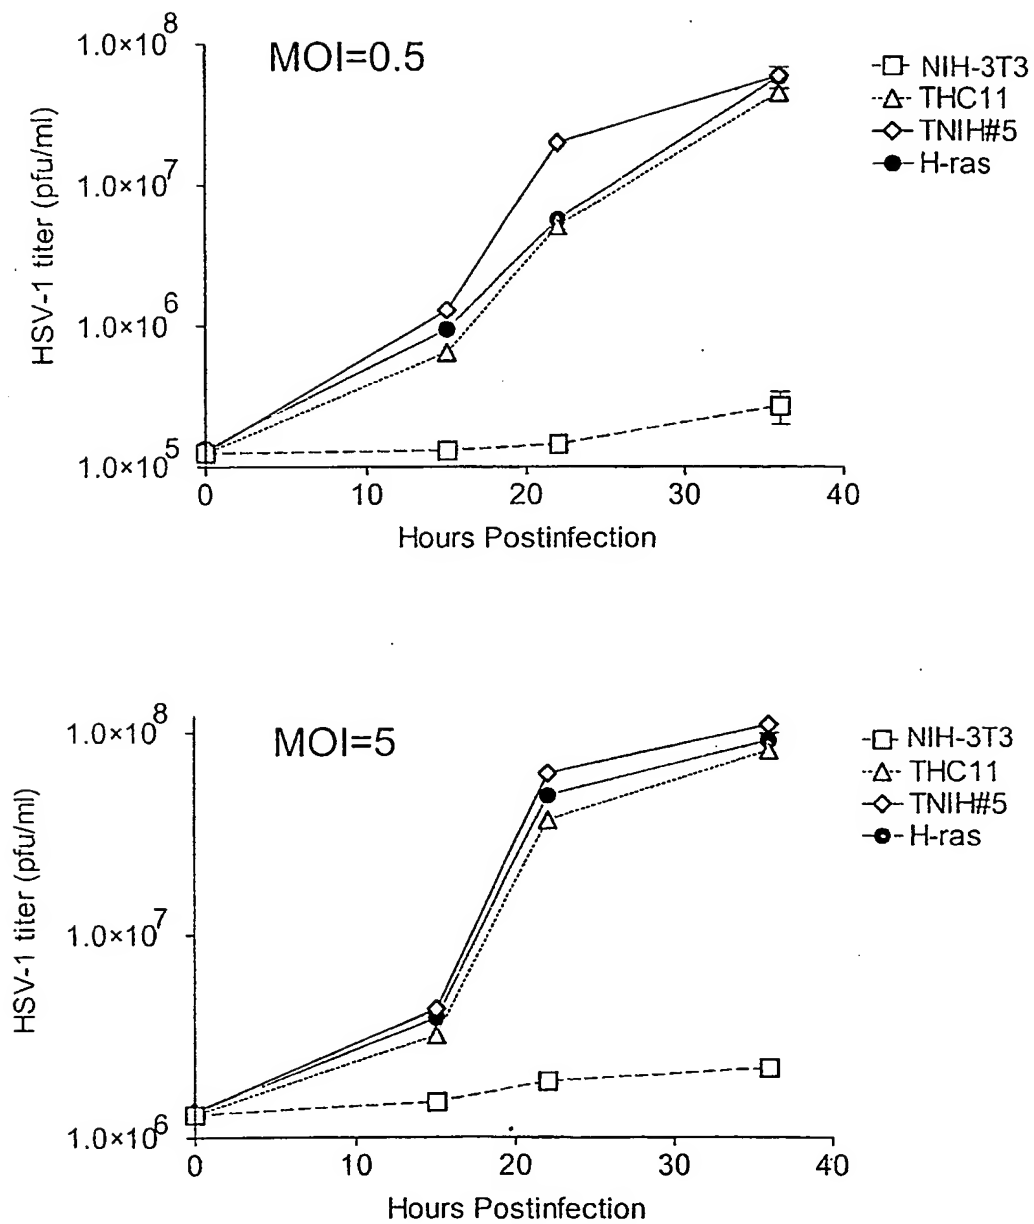 MOI=0.5
HSV-1 titer (pfu/ml)
1.0×10^8
1.0×10^7
1.0×10^6
1.0×10^5
0 10 20 30 40
Hours Postinfection
NIH-3T3
THC11
TNIH#5
H-ras
MOI=5
HSV-1 titer (pfu/ml)
1.0×10^8
1.0×10^7
1.0×10^6
0 10 20 30 40
Hours Postinfection
NIH-3T3
THC11
TNIH#5
H-ras